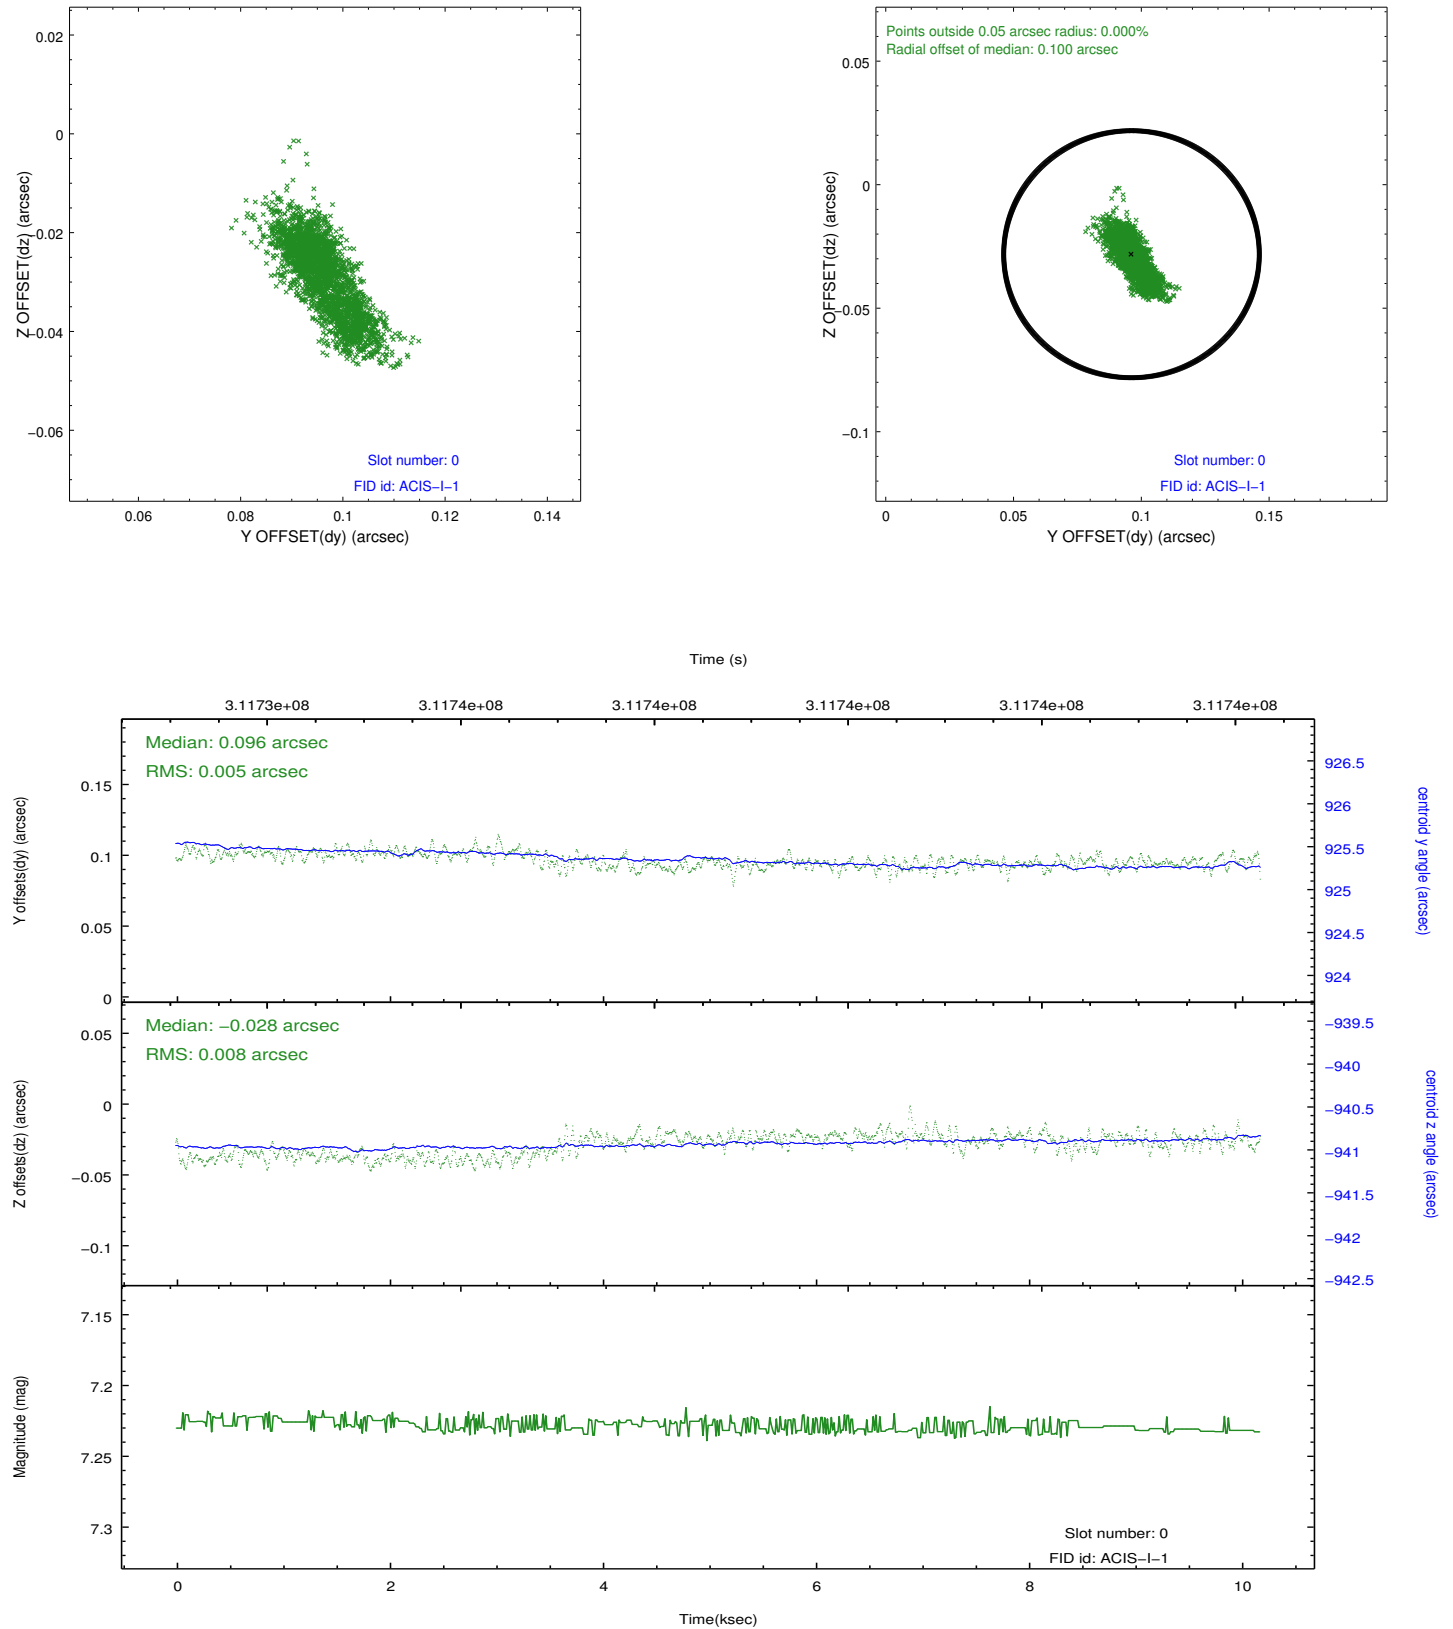 0.02
0
−0.02
−0.04
−0.06
Z OFFSET(dz) (arcsec)
Slot number: 0
FID id: ACIS−I−1
0.06
0.08
0.1
0.12
0.14
Y OFFSET(dy) (arcsec)
Points outside 0.05 arcsec radius: 0.000%
Radial offset of median: 0.100 arcsec
0.05
0
−0.05
−0.1
Z OFFSET(dz) (arcsec)
Slot number: 0
FID id: ACIS−I−1
0
0.05
0.1
0.15
Y OFFSET(dy) (arcsec)
Time (s)
3.1173e+08
3.1174e+08
3.1174e+08
3.1174e+08
3.1174e+08
3.1174e+08
Median: 0.096 arcsec
RMS: 0.005 arcsec
0.15
0.1
0.05
0
Y offsets(dy) (arcsec)
926.5
926
925.5
925
924.5
924
centroid y angle (arcsec)
Median: −0.028 arcsec
RMS: 0.008 arcsec
0.05
0
−0.05
−0.1
Z offsets(dz) (arcsec)
−939.5
−940
−940.5
−941
−941.5
−942
−942.5
centroid z angle (arcsec)
7.15
7.2
7.25
7.3
Magnitude (mag)
Slot number: 0
FID id: ACIS−I−1
0
2
4
6
8
10
Time(ksec)